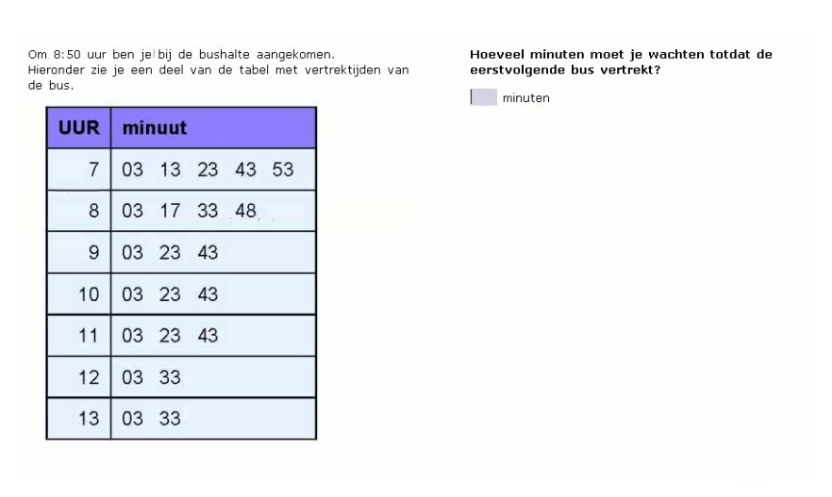 Om 8:50 uur ben je bij de bushalte aangekomen.
Hieronder zie je een deel van de tabel met vertrektijden van
de bus.
UUR minuut
7 03 13 23 43 53
8 03 17 33 48
9 03 23 43
10 03 23 43
11 03 23 43
12 03 33
13 03 33
Hoeveel minuten moet je wachten totdat de
eerstvolgende bus vertrekt?
minuten